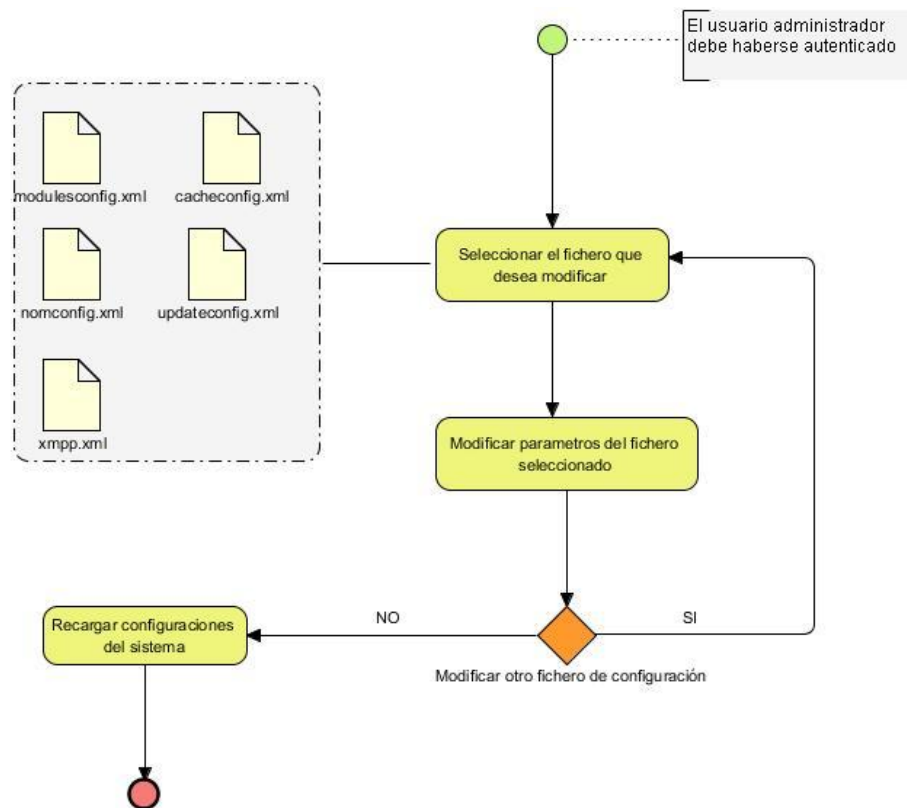 El usuario administrador
debe haberse autenticado
modulesconfig.xml
cacheconfig.xml
nomconfig.xml
updateconfig.xml
xmpp.xml
Seleccionar el fichero que
desea modificar
Modificar parametros del fichero
seleccionado
NO
SI
Modificar otro fichero de configuración
Recargar configuraciones
del sistema